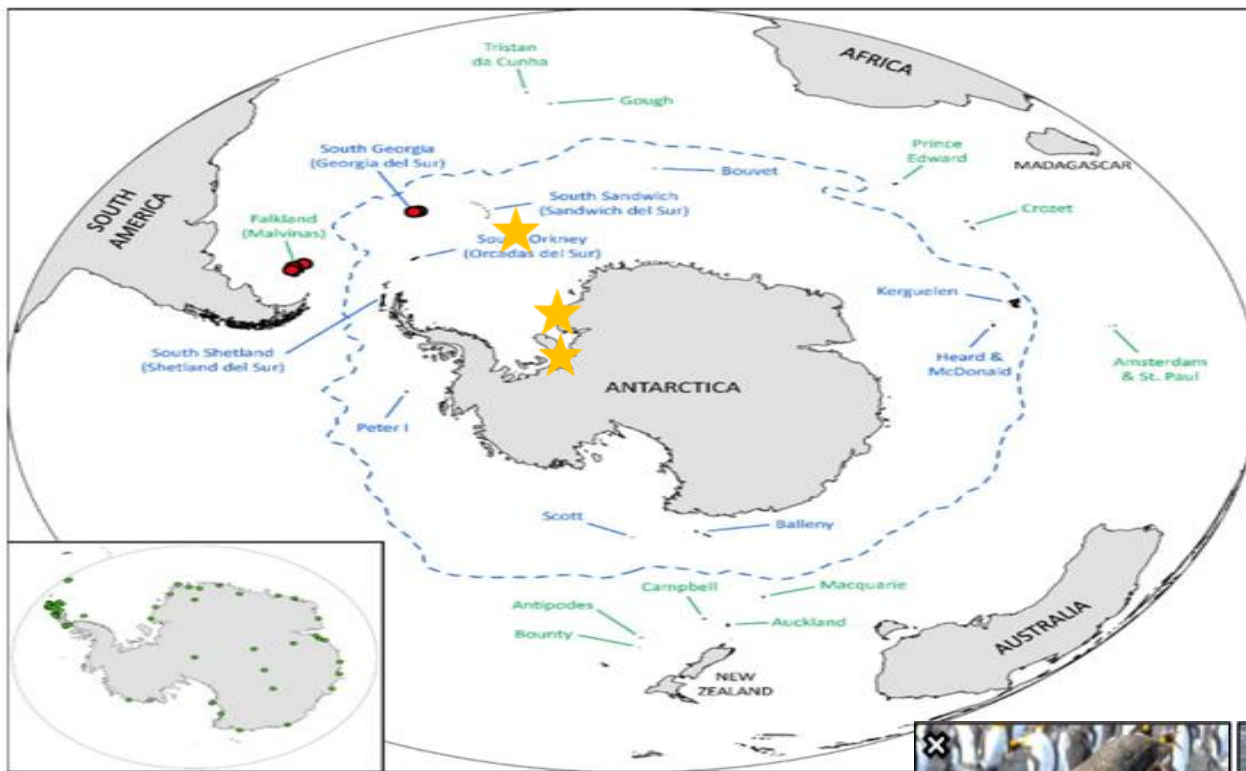 Tristan
da Cunha
Gough
AFRICA
South Georgia
(Georgia del Sur)
Prince
Edward
MADAGASCAR
Bouvet
SOUTH
AMERICA
South Sandwich
(Sandwich del Sur)
Crozet
Falkland
(Malvinas)
Orkney
(Orcadas del Sur)
Kerguelen
South Shetland
(Shetland del Sur)
Heard &
McDonald
Amsterdam
& St. Paul
ANTARCTICA
Peter I
Scott
Balleny
Campbell
Macquarie
Antipodes
Auckland
Bounty
AUSTRALIA
NEW
ZEALAND